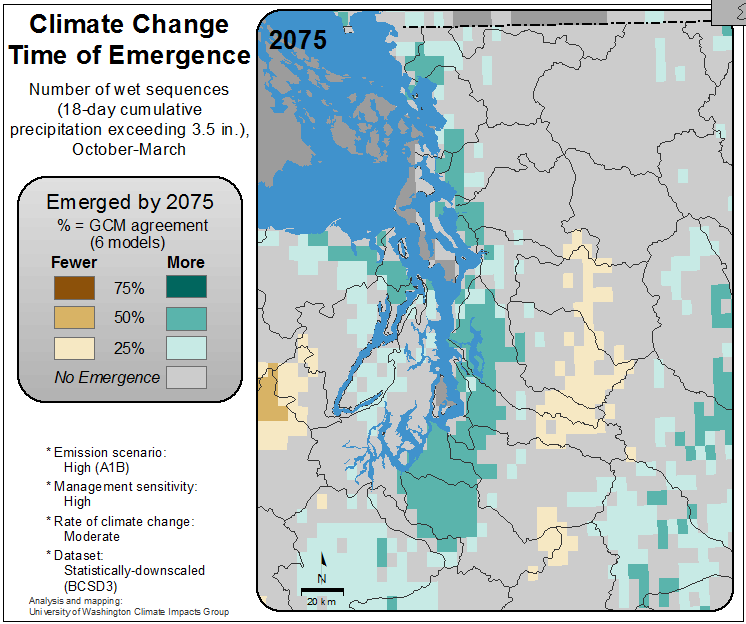 Climate Change
Time of Emergence
Number of wet sequences
(18-day cumulative
precipitation exceeding 3.5 in.),
October-March
Emerged by 2075
% = GCM agreement
(6 models)
Fewer More
75%
50%
25%
No Emergence
* Emission scenario:
High (A1B)
* Management sensitivity:
High
* Rate of climate change:
Moderate
* Dataset:
Statistically-downscaled
(BCSD3)
Analysis and mapping:
University of Washington Climate Impacts Group
2075
N
20 km